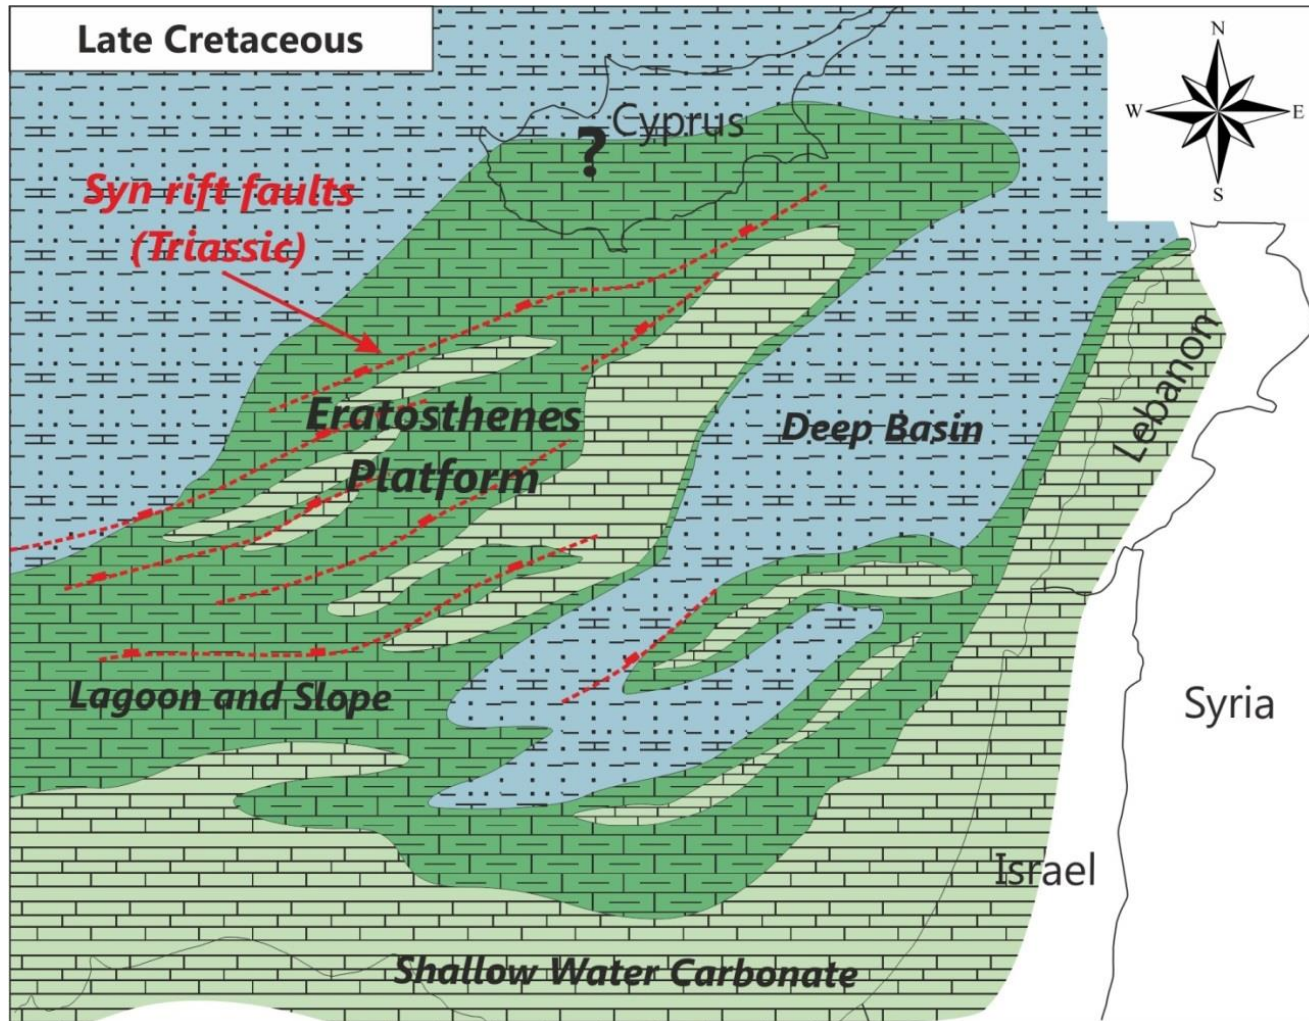 Late Cretaceous
N
W
E
S
Cyprus
?
Syn rift faults
(Triassic)
Lebanon
Eratosthenes
Platform
Deep Basin
Lagoon and Slope
Syria
Israel
Shallow Water Carbonate